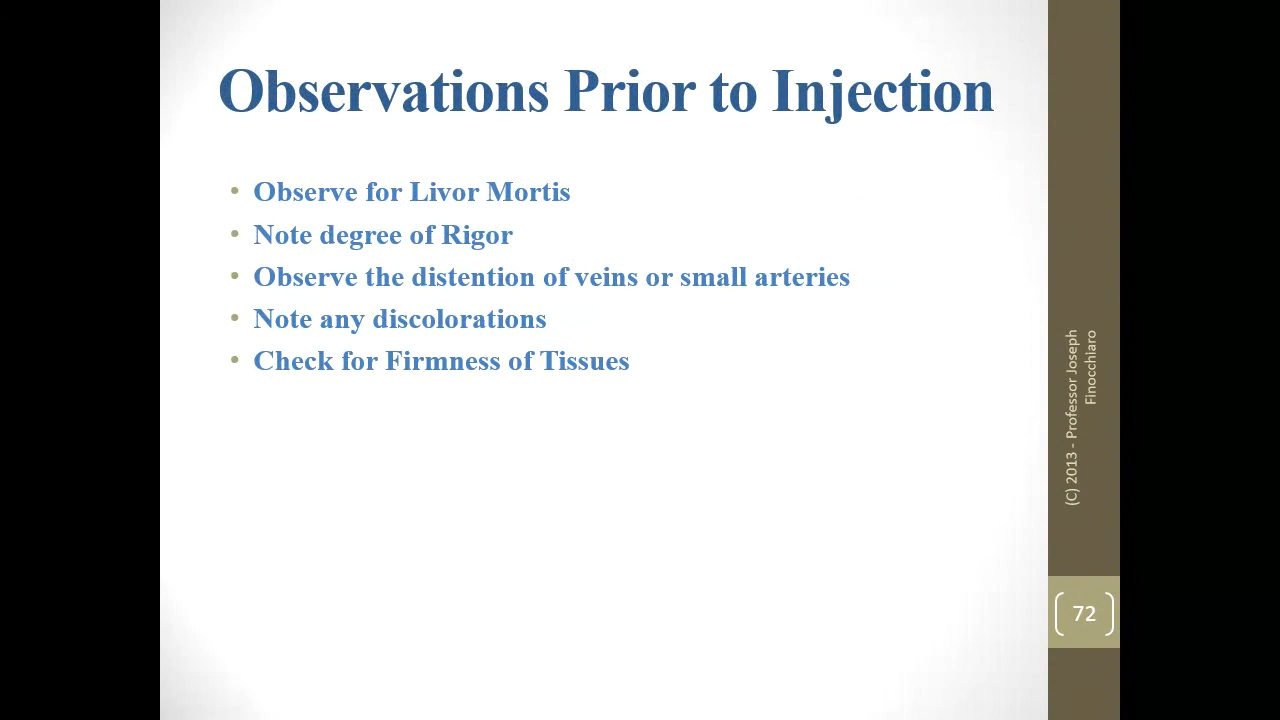 Observations Prior to Injection
• Observe for Livor Mortis
• Note degree of Rigor
• Observe the distention of veins or small arteries
• Note any discolorations
• Check for Firmness of Tissues
(C) 2013 - Professor Joseph
Finocchiaro
72